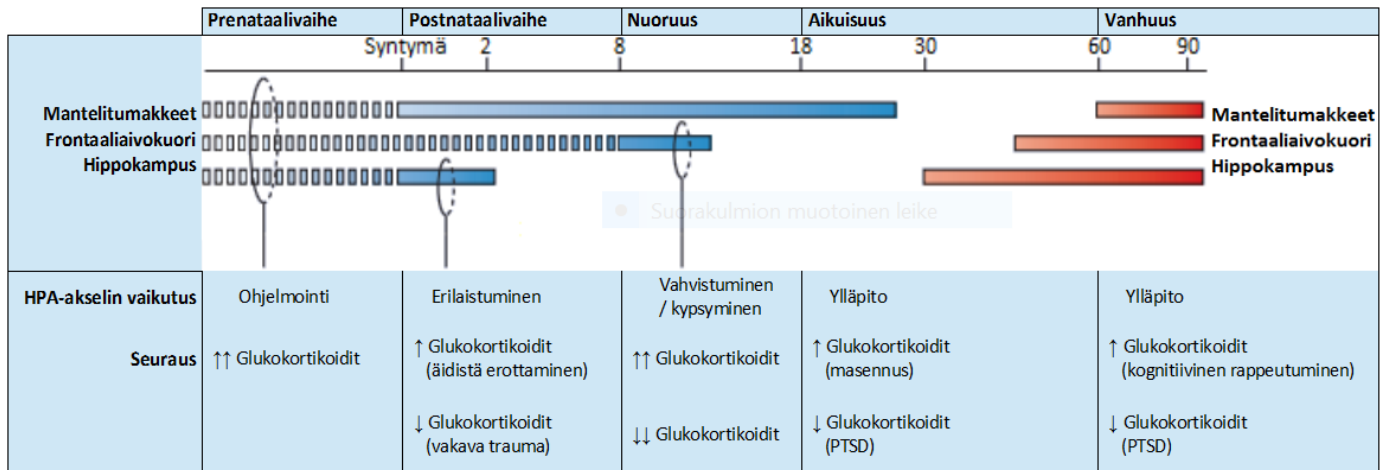 Prenataalivaihe Postnataalivaihe Nuoruus Aikuisuus Vanhuus
Syntymä 2 8 18 30 60 90
Mantelitumakkeet Mantelitumakkeet
Frontaaliaivokuori Frontaaliaivokuori
Hippokampus Hippokampus
Suorakulmion muotoinen leike
HPA-akselin vaikutus Ohjelmointi Erilaistuminen Vahvistuminen Ylläpito Ylläpito
/ kypsyminen
Seuraus ↑↑ Glukokortikoidit ↑ Glukokortikoidit ↑↑ Glukokortikoidit ↑ Glukokortikoidit ↑ Glukokortikoidit
(äidistä erottaminen) (masennus) (kognitiivinen rappeutuminen)
↓ Glukokortikoidit ↓↓ Glukokortikoidit ↓ Glukokortikoidit ↓ Glukokortikoidit
(vakava trauma) (PTSD) (PTSD)